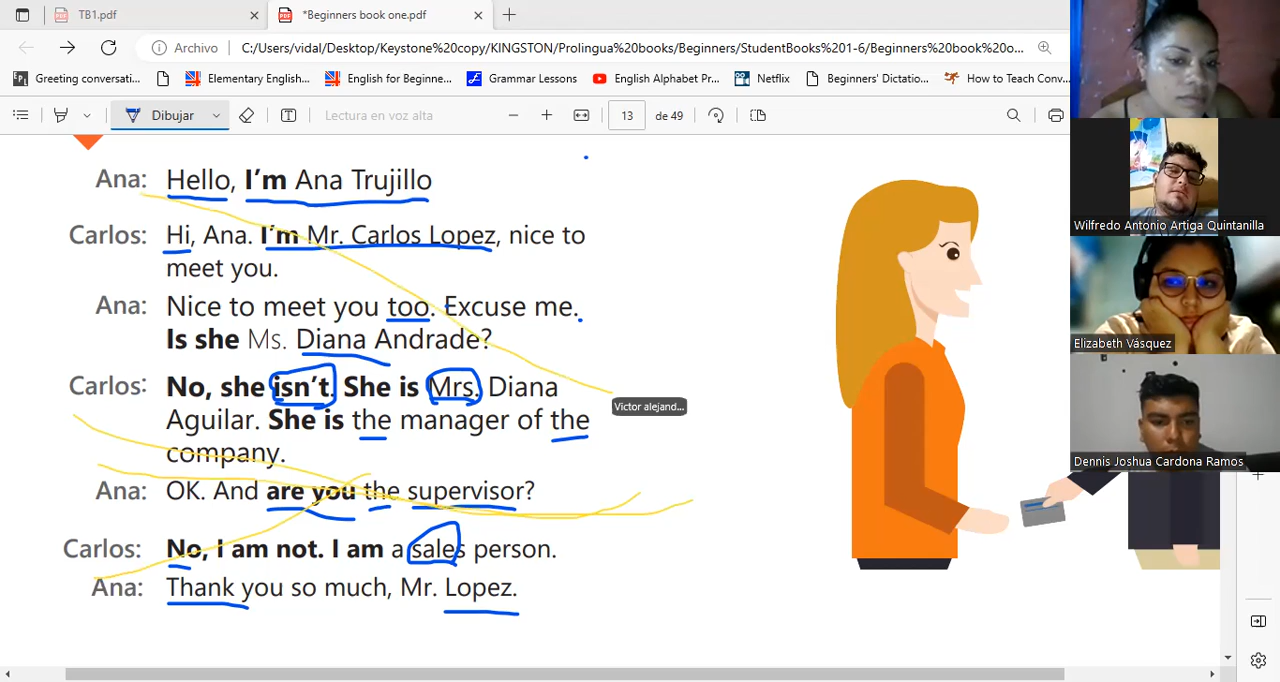 TB1.pdf
*Beginners book one.pdf
Archivo C:/Users/vidal/Desktop/Keystone%20copy/KINGSTON/Prolingua%20books/Beginners/StudentBooks%201-6/Beginners%20book%20o...
Greeting conversati... Elementary English... English for Beginne... Grammar Lessons English Alphabet Pr... Netflix Beginners' Dictatio... How to Teach Conv...
Dibujar Lectura en voz alta 13 de 49
Ana: Hello, I'm Ana Trujillo
Carlos: Hi, Ana. I'm Mr. Carlos Lopez, nice to
meet you.
Ana: Nice to meet you too. Excuse me.
Is she Ms. Diana Andrade?
Carlos: No, she isn't. She is Mrs. Diana
Aguilar. She is the manager of the
company.
Ana: OK. And are you the supervisor?
Carlos: No, I am not. I am a sales person.
Ana: Thank you so much, Mr. Lopez.
Victor alejand...
Wilfredo Antonio Artiga Quintanilla
Elizabeth Vásquez
Dennis Joshua Cardona Ramos